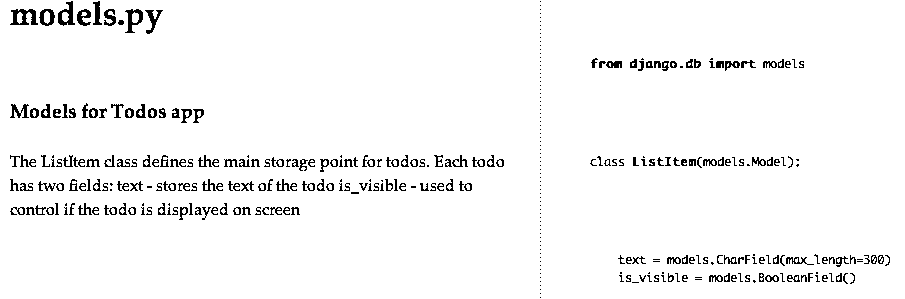 models.py
Models for Todos app
The ListItem class defines the main storage point for todos. Each todo
has two fields: text - stores the text of the todo is_visible - used to
control if the todo is displayed on screen
from django.db import models
class ListItem(models.Model):
text = models.CharField(max_length=300)
is_visible = models.BooleanField()